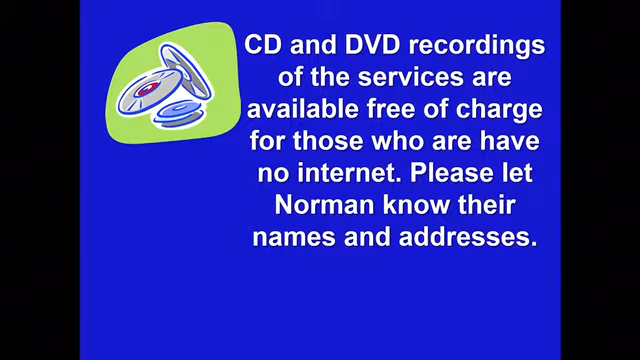 CD and DVD recordings
of the services are
available free of charge
for those who are have
no internet. Please let
Norman know their
names and addresses.